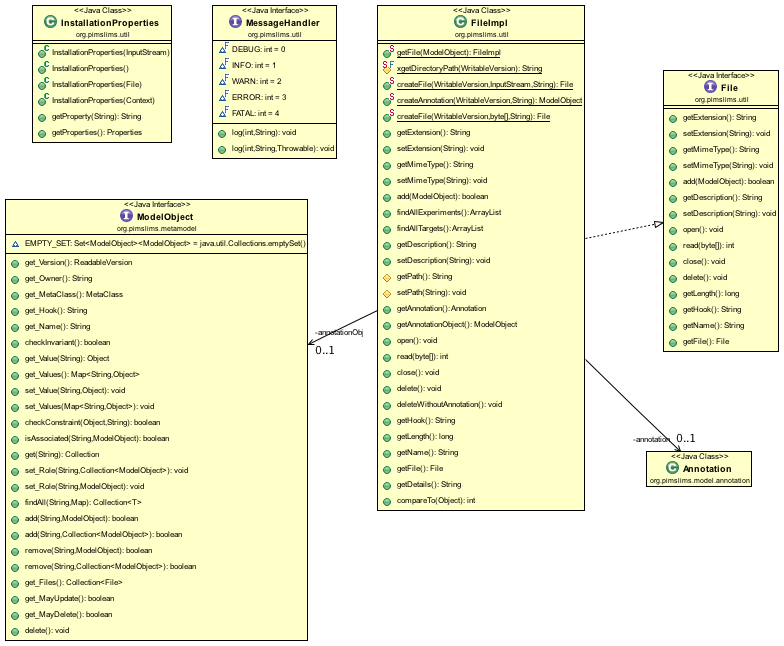 <<Java Class>>
InstallationProperties
org.pimslims.util
InstallationProperties(InputStream)
InstallationProperties()
InstallationProperties(File)
InstallationProperties(Context)
getProperty(String): String
getProperties(): Properties
<<Java Interface>>
MessageHandler
org.pimslims.util
DEBUG: int = 0
INFO: int = 1
WARN: int = 2
ERROR: int = 3
FATAL: int = 4
log(int,String): void
log(int,String,Throwable): void
<<Java Class>>
FileImpl
org.pimslims.util
getFile(ModelObject): FileImpl
xgetDirectoryPath(WritableVersion): String
createFile(WritableVersion,InputStream,String): File
createAnnotation(WritableVersion,String): ModelObject
createFile(WritableVersion,byte[],String): File
getExtension(): String
setExtension(String): void
getMimeType(): String
setMimeType(String): void
add(ModelObject): boolean
findAllExperiments(): ArrayList
findAllTargets(): ArrayList
getDescription(): String
setDescription(String): void
getPath(): String
setPath(String): void
getAnnotation(): Annotation
getAnnotationObject(): ModelObject
open(): void
read(byte[]): int
close(): void
delete(): void
deleteWithoutAnnotation(): void
getHook(): String
getLength(): long
getName(): String
getFile(): File
getDetails(): String
compareTo(Object): int
<<Java Interface>>
File
org.pimslims.util
getExtension(): String
setExtension(String): void
getMimeType(): String
setMimeType(String): void
add(ModelObject): boolean
getDescription(): String
setDescription(String): void
open(): void
read(byte[]): int
close(): void
delete(): void
getLength(): long
getHook(): String
getName(): String
getFile(): File
<<Java Interface>>
ModelObject
org.pimslims.metamodel
EMPTY_SET: Set<ModelObject><ModelObject> = java.util.Collections.emptySet()
get_Version(): ReadableVersion
get_Owner(): String
get_MetaClass(): MetaClass
get_Hook(): String
get_Name(): String
checkInvariant(): boolean
get_Value(String): Object
get_Values(): Map<String,Object>
set_Value(String,Object): void
set_Values(Map<String,Object>): void
checkConstraint(Object,String): boolean
isAssociated(String,ModelObject): boolean
get(String): Collection
set_Role(String,Collection<ModelObject>): void
set_Role(String,ModelObject): void
findAll(String,Map): Collection<T>
add(String,ModelObject): boolean
add(String,Collection<ModelObject>): boolean
remove(String,ModelObject): boolean
remove(String,Collection<ModelObject>): boolean
get_Files(): Collection<File>
get_MayUpdate(): boolean
get_MayDelete(): boolean
delete(): void
-annotationObj
0..1
-annotation 0..1
<<Java Class>>
Annotation
org.pimslims.model.annotation